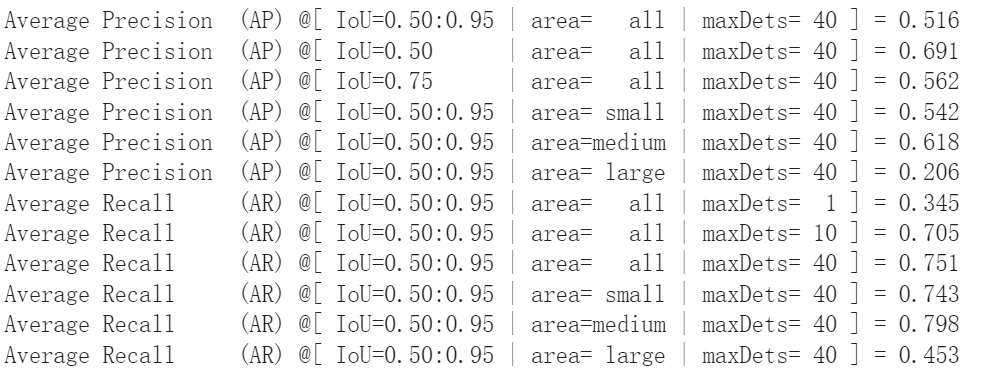 Average Precision  (AP) @[ IoU=0.50:0.95 | area=   all | maxDets= 40 ] = 0.516
Average Precision  (AP) @[ IoU=0.50      | area=   all | maxDets= 40 ] = 0.691
Average Precision  (AP) @[ IoU=0.75      | area=   all | maxDets= 40 ] = 0.562
Average Precision  (AP) @[ IoU=0.50:0.95 | area= small | maxDets= 40 ] = 0.542
Average Precision  (AP) @[ IoU=0.50:0.95 | area=medium | maxDets= 40 ] = 0.618
Average Precision  (AP) @[ IoU=0.50:0.95 | area= large | maxDets= 40 ] = 0.206
Average Recall     (AR) @[ IoU=0.50:0.95 | area=   all | maxDets=  1 ] = 0.345
Average Recall     (AR) @[ IoU=0.50:0.95 | area=   all | maxDets= 10 ] = 0.705
Average Recall     (AR) @[ IoU=0.50:0.95 | area=   all | maxDets= 40 ] = 0.751
Average Recall     (AR) @[ IoU=0.50:0.95 | area= small | maxDets= 40 ] = 0.743
Average Recall     (AR) @[ IoU=0.50:0.95 | area=medium | maxDets= 40 ] = 0.798
Average Recall     (AR) @[ IoU=0.50:0.95 | area= large | maxDets= 40 ] = 0.453